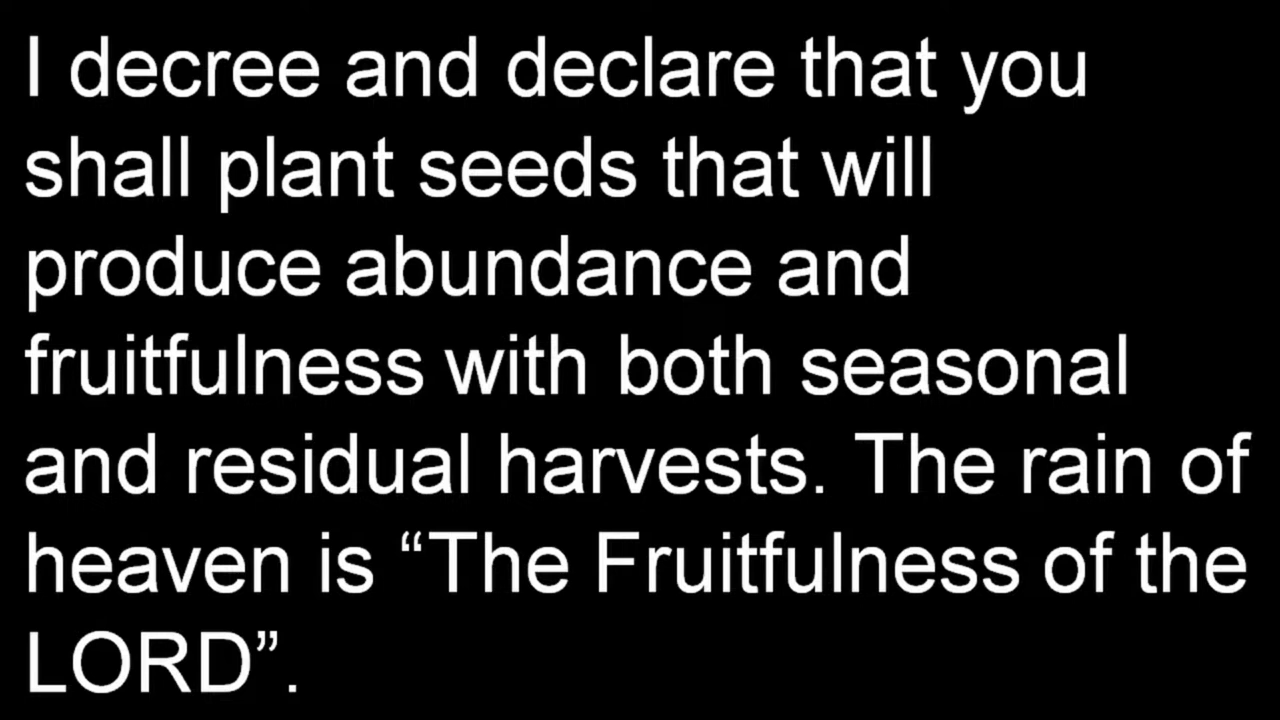 I decree and declare that you
shall plant seeds that will
produce abundance and
fruitfulness with both seasonal
and residual harvests. The rain of
heaven is “The Fruitfulness of the
LORD”.